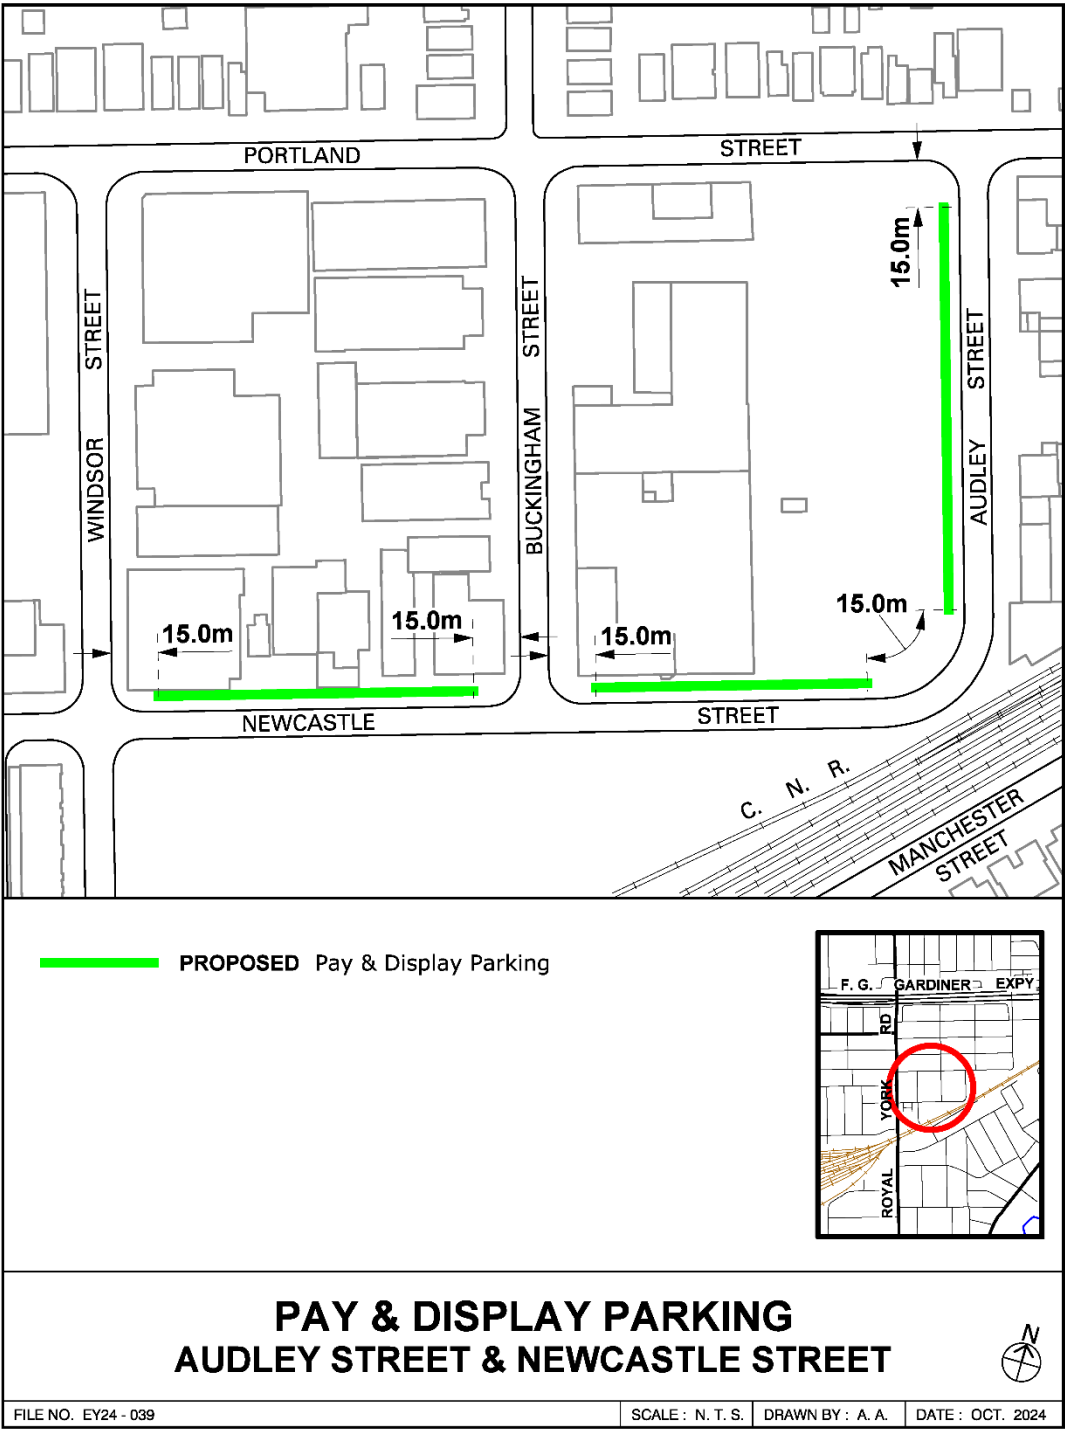 PORTLAND STREET
15.0m
WINDSOR STREET
BUCKINGHAM STREET
AUDLEY STREET
15.0m
15.0m
15.0m
15.0m
NEWCASTLE STREET
C. N. R.
MANCHESTER
STREET
PROPOSED Pay & Display Parking
F. G. GARDINER EXPY
ROYAL YORK RD
PAY & DISPLAY PARKING
AUDLEY STREET & NEWCASTLE STREET
N
FILE NO. EY24 - 039
SCALE : N. T. S.
DRAWN BY : A. A.
DATE : OCT. 2024